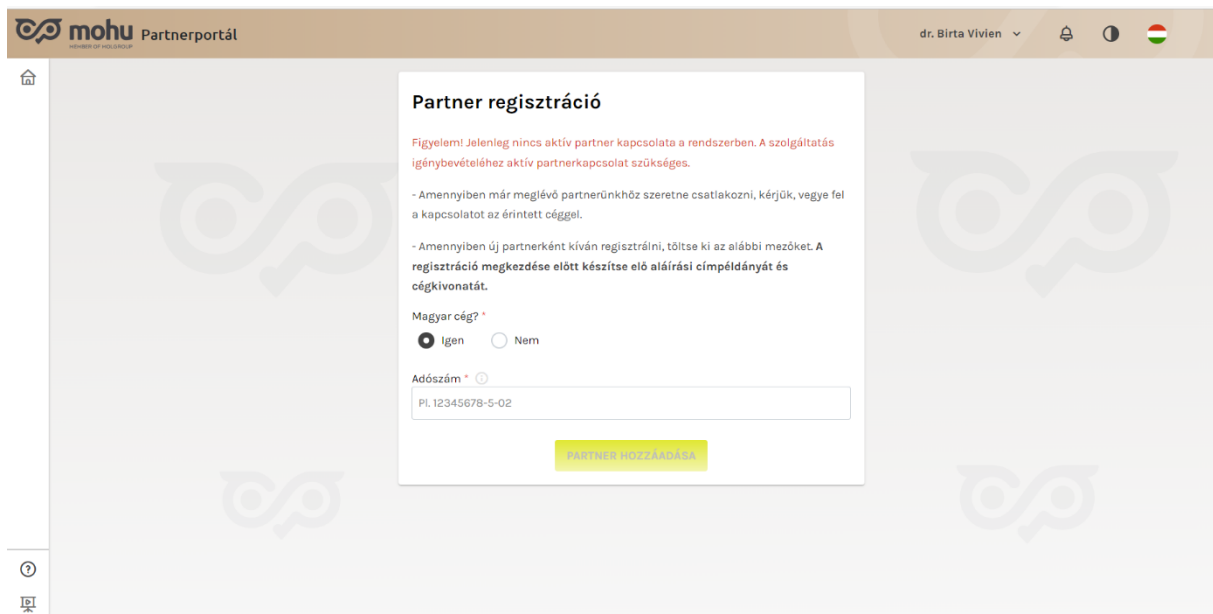 mohu Partnerportál
MEMBER OF MOLGROUP
dr. Birta Vivien
Partner regisztráció
Figyelem! Jelenleg nincs aktív partner kapcsolata a rendszerben. A szolgáltatás
igénybevételéhez aktív partnerkapcsolat szükséges.
- Amennyiben már meglévő partnerünkhöz szeretne csatlakozni, kérjük, vegye fel
a kapcsolatot az érintett céggel.
- Amennyiben új partnerként kíván regisztrálni, töltse ki az alábbi mezőket. A
regisztráció megkezdése előtt készítse elő aláírási címpéldányát és
cégkivonatát.
Magyar cég? *
Igen Nem
Adószám *
Pl. 12345678-5-02
PARTNER HOZZÁADÁSA